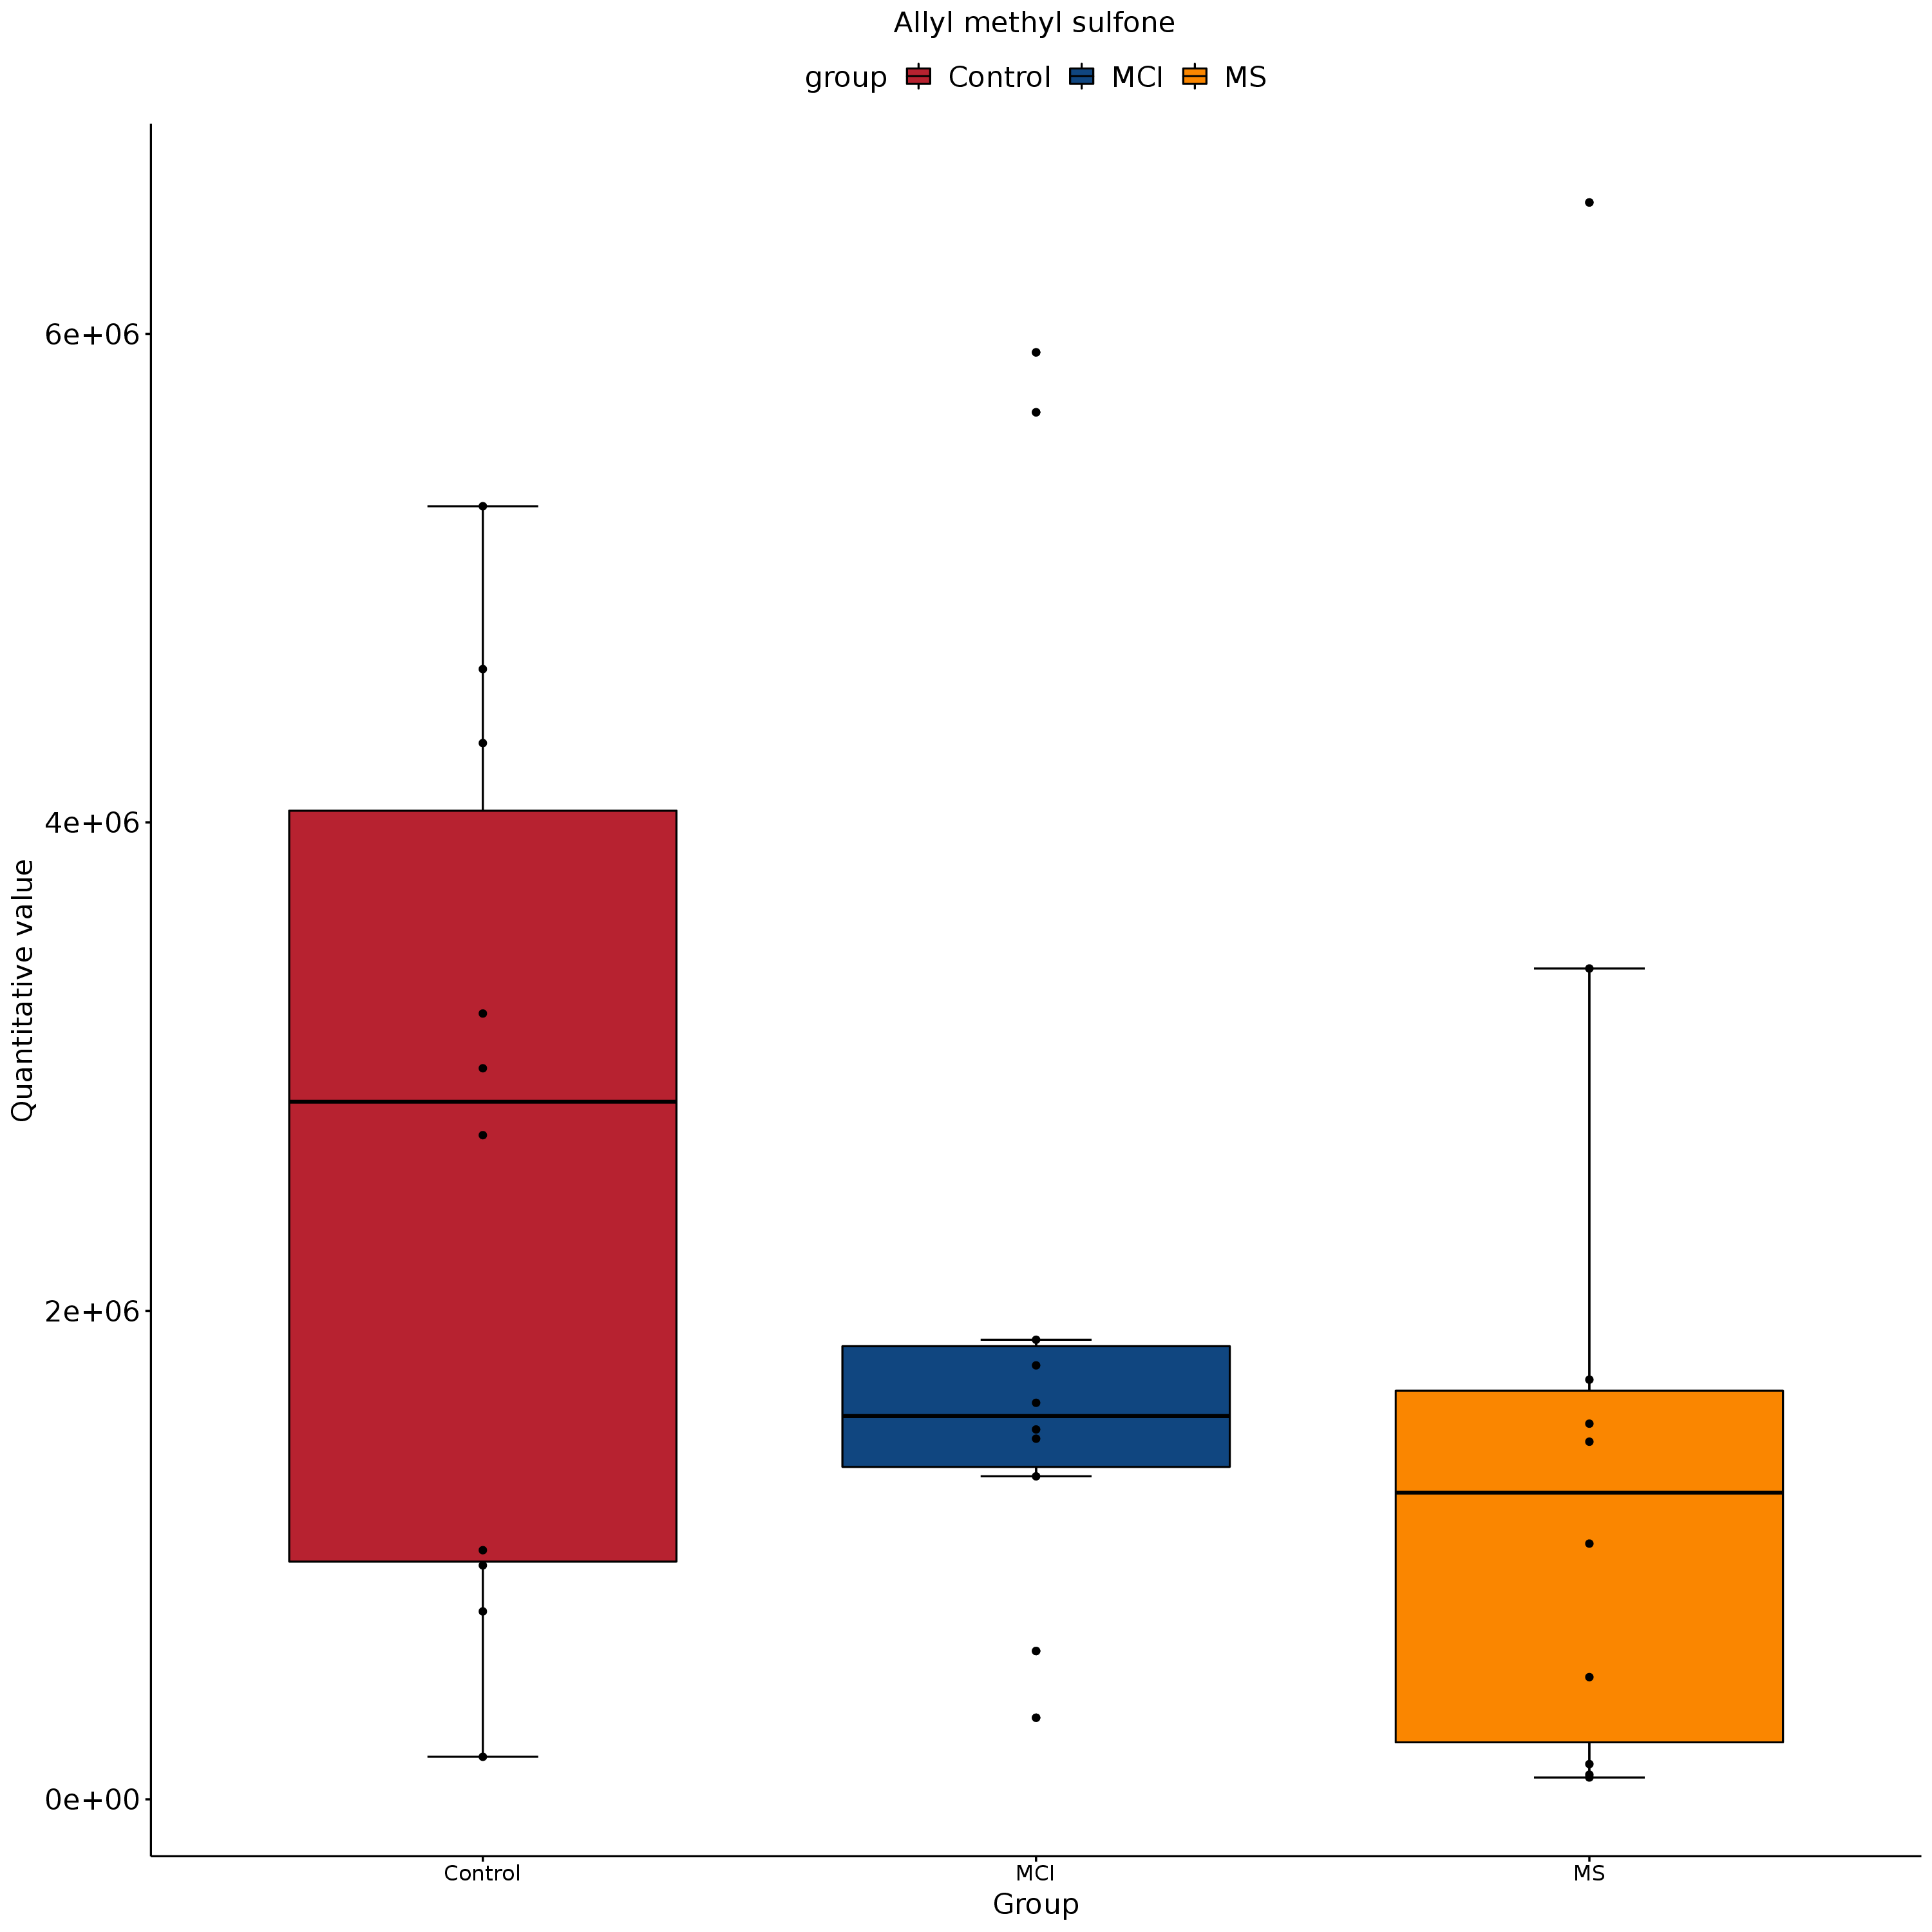 Allyl methyl sulfone
group Control MCI MS
6e+06
4e+06
2e+06
0e+00
Quantitative value
Control MCI MS
Group